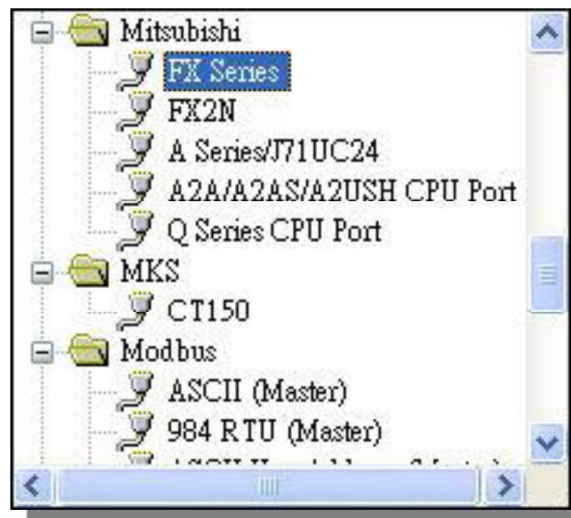 Mitsubishi
FX Series
FX2N
A Series/J71UC24
A2A/A2AS/A2USH CPU Port
Q Series CPU Port
MKS
CT150
Modbus
ASCII (Master)
984 RTU (Master)